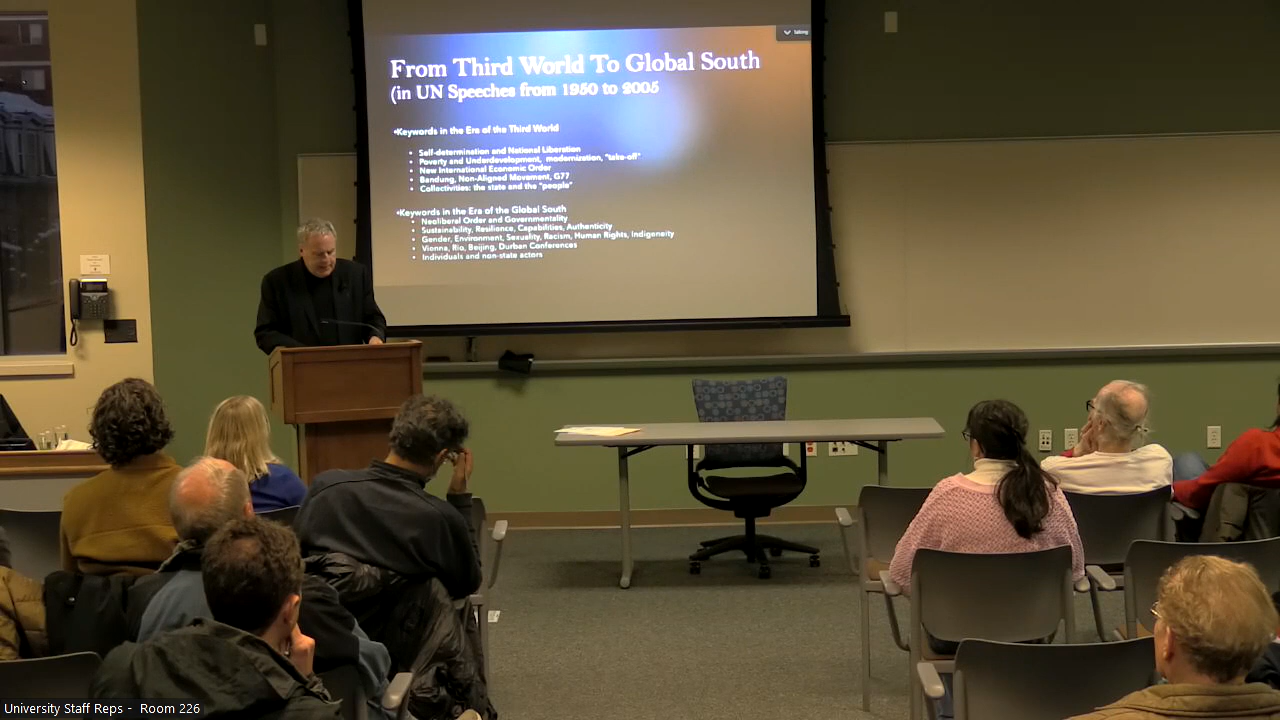 talking
From Third World To Global South
(in UN Speeches from 1950 to 2005
•Keywords in the Era of the Third World
• Self-determination and National Liberation
• Poverty and Underdevelopment, modernization, "take-off"
• New International Economic Order
• Bandung, Non-Aligned Movement, G77
• Collectivities: the state and the "people"
•Keywords in the Era of the Global South
• Neoliberal Order and Governmentality
• Sustainability, Resilience, Capabilities, Authenticity
• Gender, Environment, Sexuality, Racism, Human Rights, Indigeneity
• Vienna, Rio, Beijing, Durban Conferences
• Individuals and non-state actors
University Staff Reps - Room 226